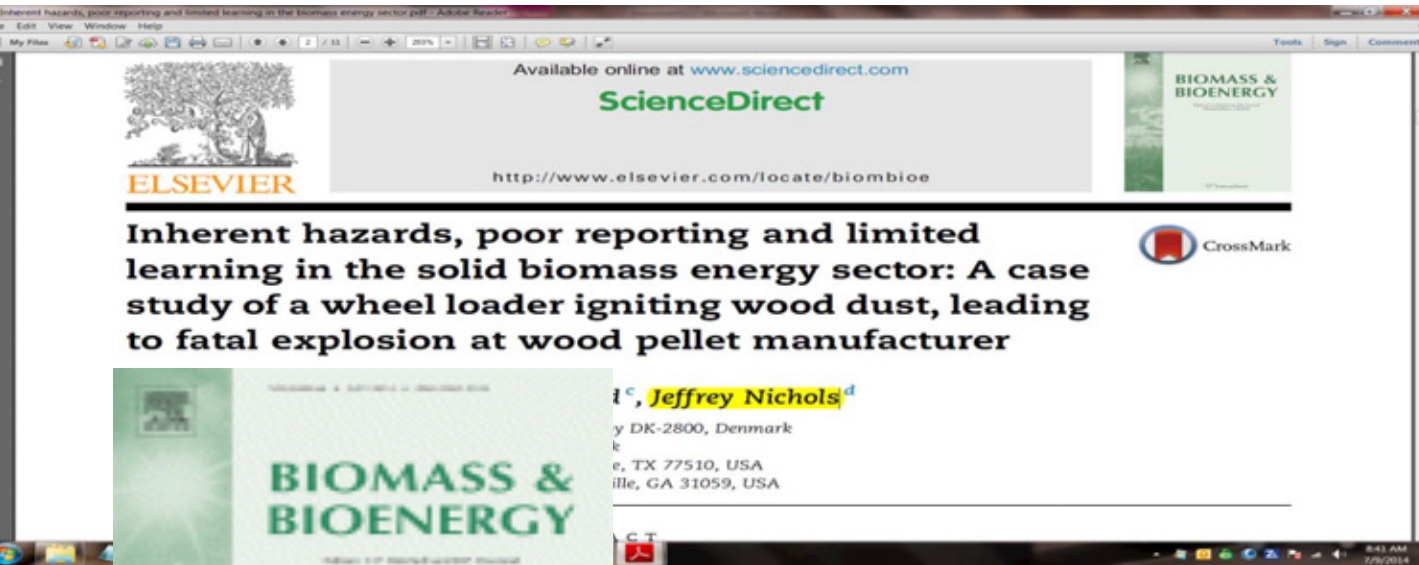 Inherent hazards, poor reporting and limited learning in the biomass energy sector.pdf - Adobe Reader
Edit View Window Help
My Files 2 / 11 Tools Sign Comment
Available online at www.sciencedirect.com
ScienceDirect
http://www.elsevier.com/locate/biombioe
ELSEVIER
BIOMASS &
BIOENERGY
Inherent hazards, poor reporting and limited
learning in the solid biomass energy sector: A case
study of a wheel loader igniting wood dust, leading
to fatal explosion at wood pellet manufacturer
CrossMark
c, Jeffrey Nichols d
y DK-2800, Denmark
k
e, TX 77510, USA
ille, GA 31059, USA
BIOMASS &
BIOENERGY
C T
8:41 AM
7/9/2014